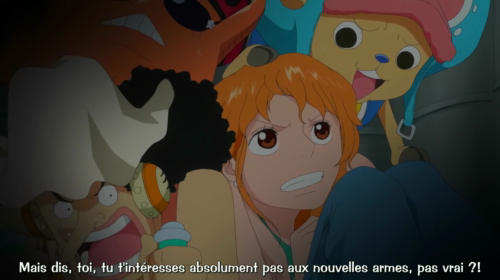 Mais dis, toi, tu t'intéresses absolument pas aux nouvelles armes, pas vrai ?!